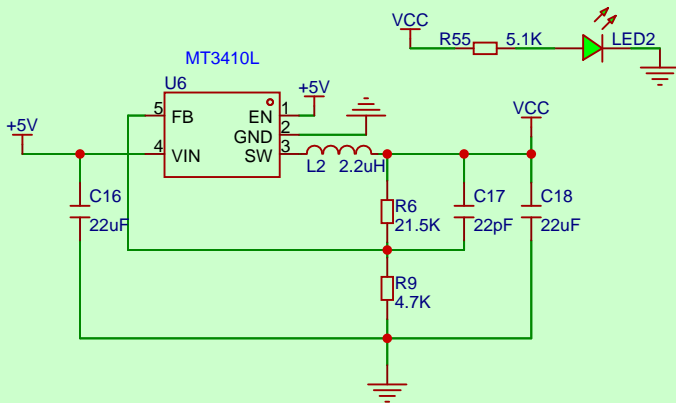 VCC
R55 5.1K LED2
MT3410L
U6
+5V
5 FB EN 1
GND 2
4 VIN SW 3
+5V
VCC
L2 2.2uH
C16
22uF
R6
21.5K
C17
22pF
C18
22uF
R9
4.7K